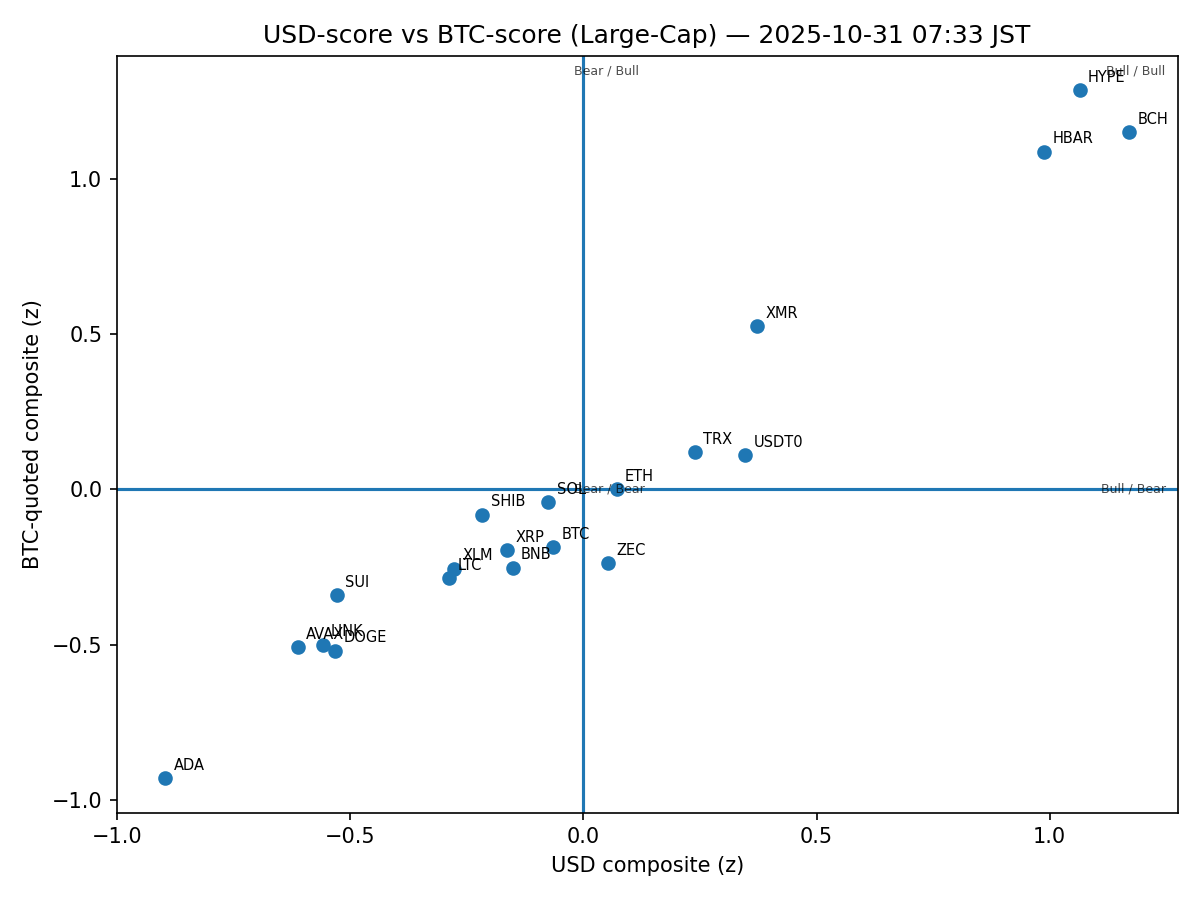 USD-score vs BTC-score (Large-Cap) — 2025-10-31 07:33 JST
Bear / Bull
Bull / Bull
HYPE
BCH
HBAR
1.0
XMR
0.5
TRX
USDT0
ETH
0.0
SOL
Bear / Bear
Bull / Bear
SHIB
XRP
BTC
XLM
BNB
ZEC
LTC
SUI
AVAX
LINK
DOGE
−0.5
ADA
−1.0
−1.0
−0.5
0.0
0.5
1.0
USD composite (z)
BTC-quoted composite (z)